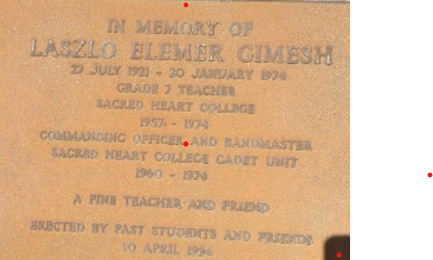 IN MEMORY OF
LASZLO ELEMER GIMESH
27 JULY 1921 - 20 JANUARY 1974
GRADE 7 TEACHER
SACRED HEART COLLEGE
1957 - 1974
COMMANDING OFFICER AND BANDMASTER
SACRED HEART COLLEGE CADET UNIT
1960 - 1974
A FINE TEACHER AND FRIEND
ERECTED BY PAST STUDENTS AND FRIENDS
10 APRIL 1994